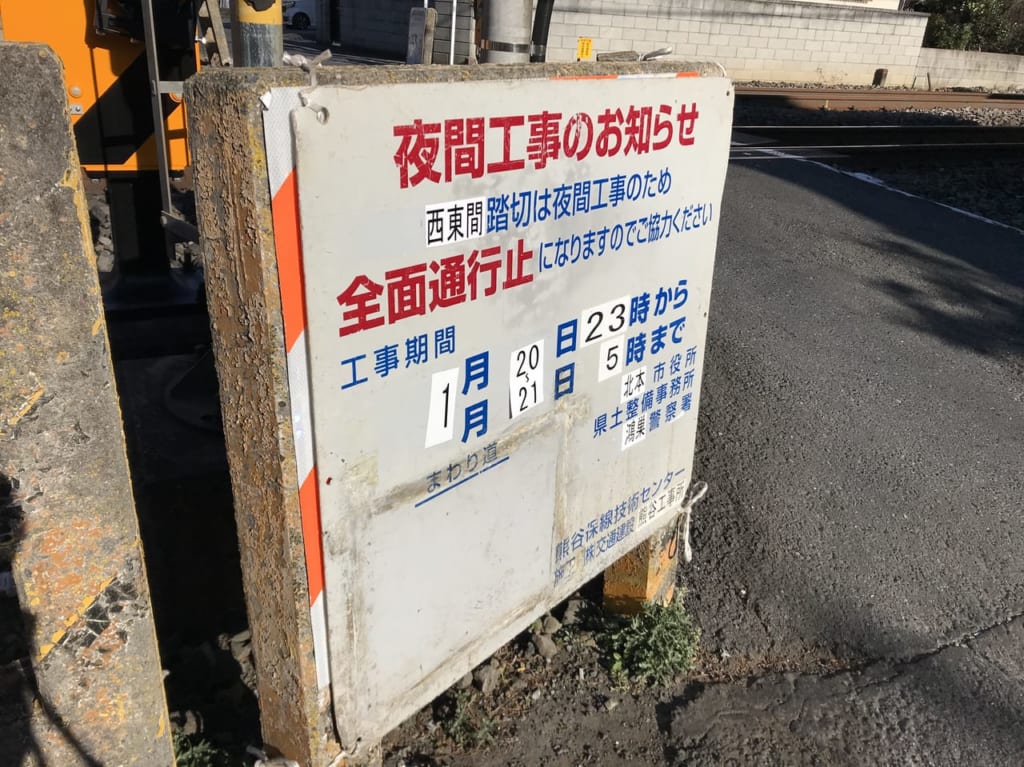 夜間工事のお知らせ
西東間踏切は夜間工事のため
全面通行止になりますのでご協力ください
工事期間
1月20日23時から
月~21日5時まで
北本市役所
県土整備事務所
鴻巣警察署
まわり道
熊谷保線技術センター
施工 ㈱交通建設 熊谷工事所